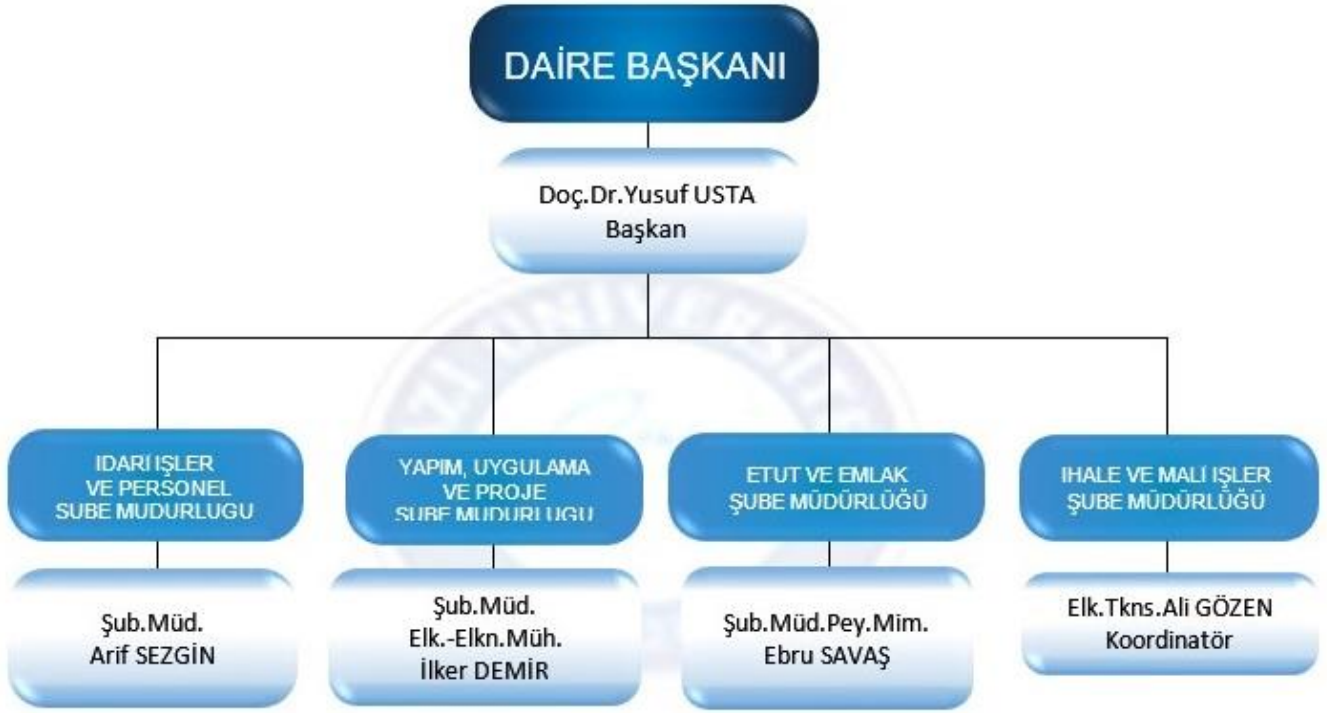 DAİRE BAŞKANI
Doç.Dr.Yusuf USTA
Başkan
IDARI IŞLER
VE PERSONEL
SUBE MUDURLUGU
Şub.Müd.
Arif SEZGİN
YAPIM, UYGULAMA
VE PROJE
SUBE MUDURLUGU
Şub.Müd.
Elk.-Elkn.Müh.
İlker DEMİR
ETUT VE EMLAK
ŞUBE MÜDÜRLÜĞÜ
Şub.Müd.Pey.Mim.
Ebru SAVAŞ
IHALE VE MALI IŞLER
ŞUBE MÜDÜRLÜĞÜ
Elk.Tkns.Ali GÖZEN
Koordinatör